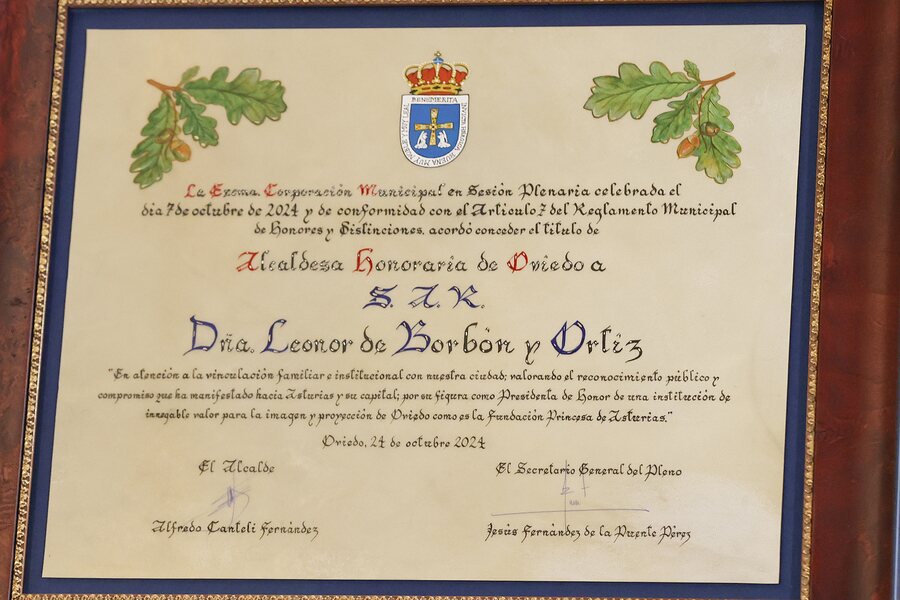 BENEMERITA
La Excma. Corporación Municipal en Sesión Plenaria celebrada el
día 7 de octubre de 2024 y de conformidad con el Artículo 7 del Reglamento Municipal
de Honores y Distinciones, acordó conceder el título de
Alcaldesa Honoraria de Oviedo a
S. A. R.
Dña. Leonor de Borbón y Ortiz
"En atención a la vinculación familiar e institucional con nuestra ciudad; valorando el reconocimiento público y
compromiso que ha manifestado hacia Asturias y su capital; por su figura como Presidenta de Honor de una institución de
innegable valor para la imagen y proyección de Oviedo como es la Fundación Princesa de Asturias."
Oviedo, 24 de octubre 2024
El Alcalde
El Secretario General del Pleno
Alfredo Canteli Fernández
Jesús Fernández de la Puente Pérez